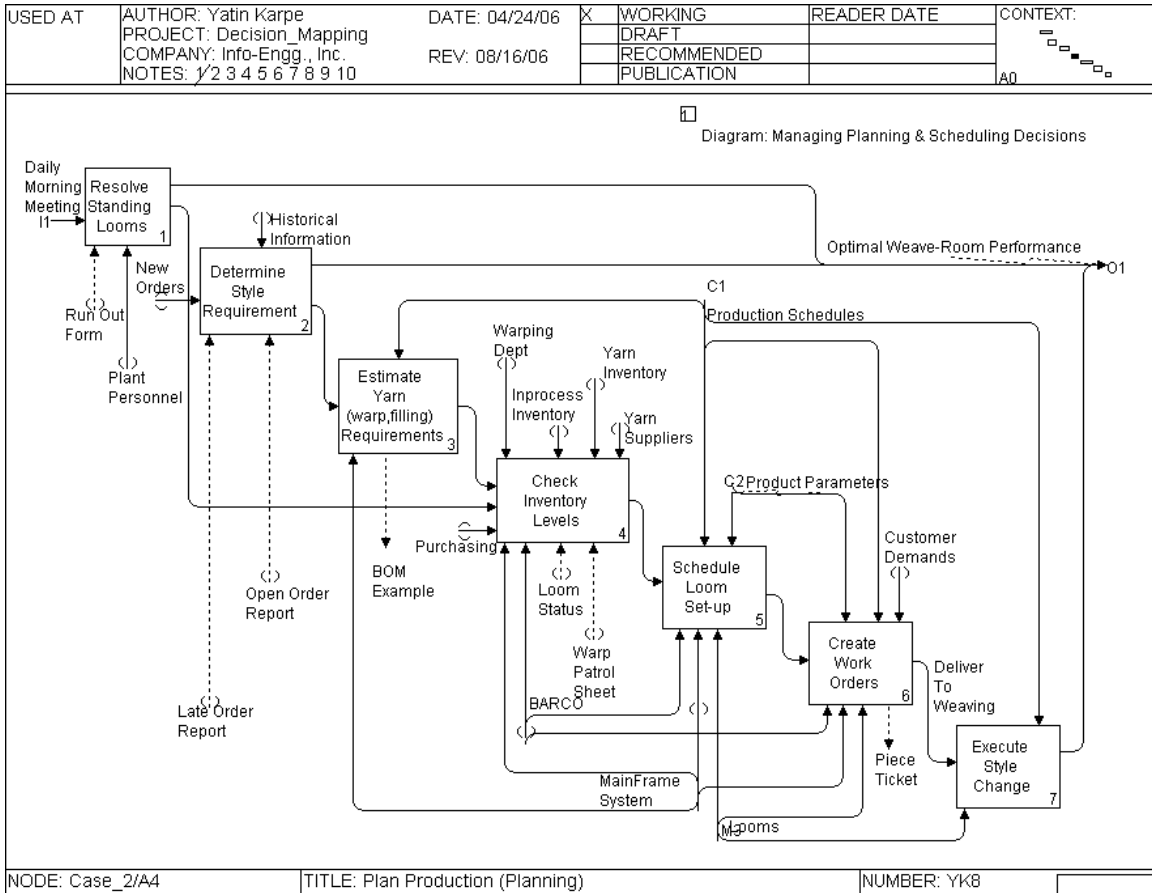 USED AT
AUTHOR: Yatin Karpe
DATE: 04/24/06
PROJECT: Decision_Mapping
COMPANY: Info-Engg., Inc.
REV: 08/16/06
NOTES: 1 2 3 4 5 6 7 8 9 10
X
WORKING
DRAFT
RECOMMENDED
PUBLICATION
READER DATE
CONTEXT:
A0
1
Diagram: Managing Planning & Scheduling Decisions
Daily
Morning
Meeting
I1
Resolve
Standing
Looms
1
Historical
Information
Optimal Weave-Room Performance
O1
New
Orders
Determine
Style
Requirement
2
Run Out
Form
Plant
Personnel
C1
Production Schedules
Warping
Dept
Yarn
Inventory
Inprocess
Inventory
Yarn
Suppliers
Estimate
Yarn
(warp,filling)
Requirements
3
Check
Inventory
Levels
4
C2
Product Parameters
Purchasing
Customer
Demands
BOM
Example
Open Order
Report
Loom
Status
Schedule
Loom
Set-up
5
Warp
Patrol
Sheet
Create
Work
Orders
6
Deliver
To
Weaving
BARCO
Late Order
Report
Piece
Ticket
Execute
Style
Change
7
MainFrame
System
M3
Looms
NODE: Case_2/A4
TITLE: Plan Production (Planning)
NUMBER: YK8